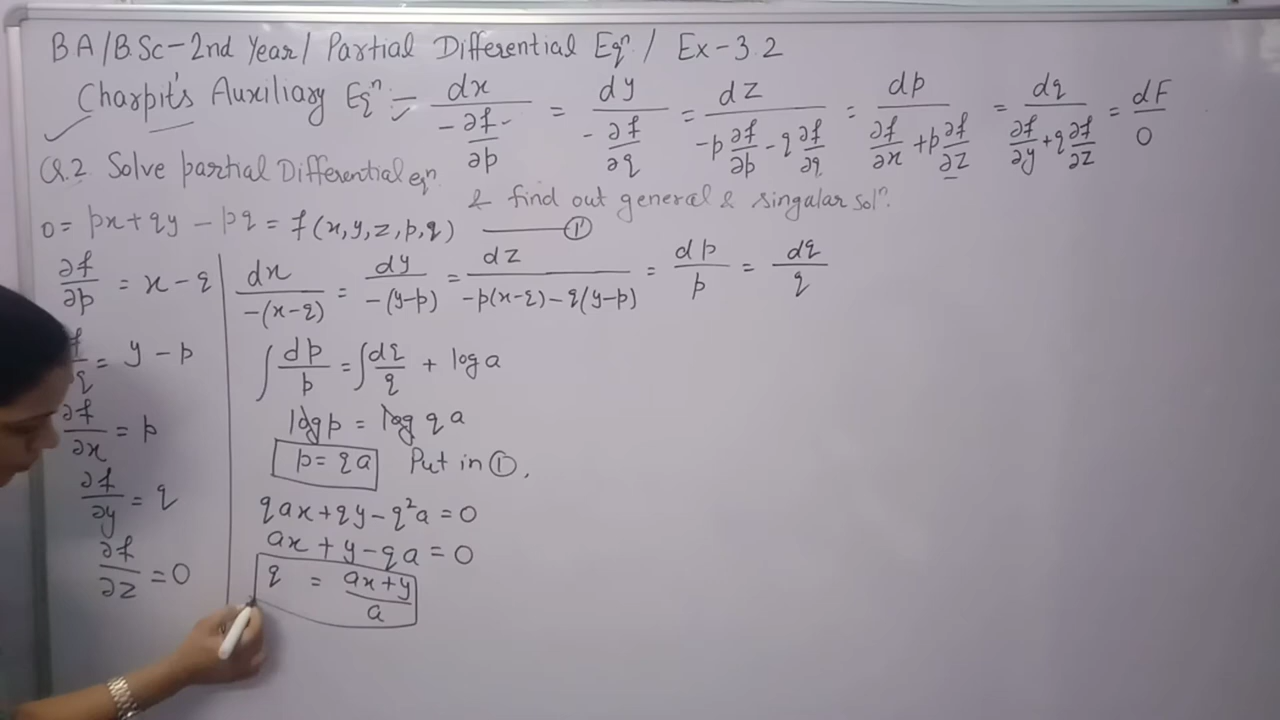 BA/B.Sc-2nd Year/ Partial Differential Eqⁿ / Ex-3.2
Charpit's Auxiliary Eqⁿ :- dx/(-∂f/∂p) = dy/(-∂f/∂q) = dz/(-p ∂f/∂p - q ∂f/∂q) = dp/(∂f/∂x + p ∂f/∂z) = dq/(∂f/∂y + q ∂f/∂z) = dF/0
Q.2. Solve partial Differential eqⁿ
& find out general & singular solⁿ.
0 = px + qy - pq = f(x,y,z,p,q) —— ①
∂f/∂p = x - q
∂f/∂q = y - p
∂f/∂x = p
∂f/∂y = q
∂f/∂z = 0
dx/-(x-q) = dy/-(y-p) = dz/-p(x-q)-q(y-p) = dp/p = dq/q
∫ dp/p = ∫ dq/q + log a
log p = log q a
p = qa Put in ①,
qax + qy - q²a = 0
ax + y - qa = 0
q = (ax+y)/a